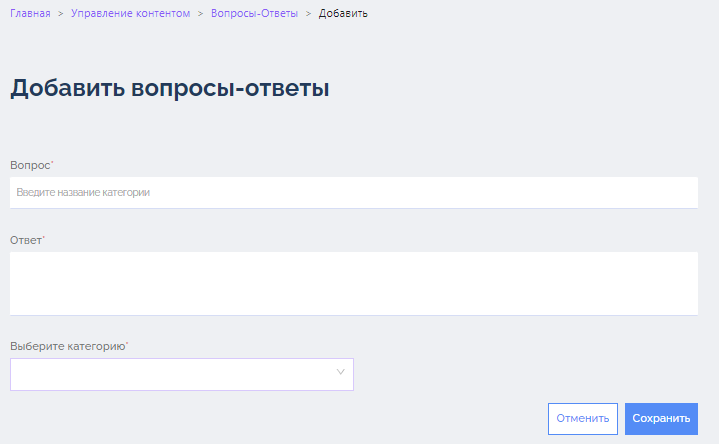 Главная > Управление контентом > Вопросы-Ответы > Добавить
Добавить вопросы-ответы
Вопрос*
Введите название категории
Ответ*
Выберите категорию*
Отменить Сохранить